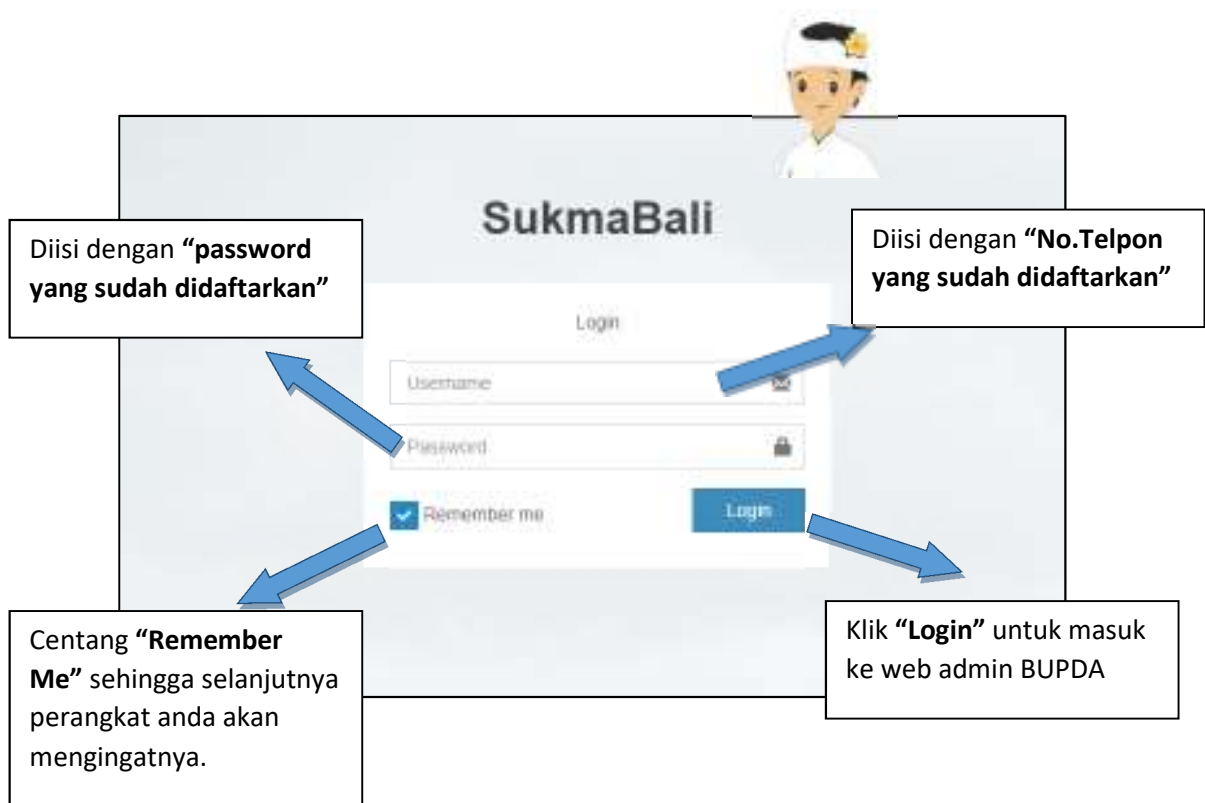 SukmaBali
Diisi dengan “password
yang sudah didaftarkan”
Diisi dengan “No.Telpon
yang sudah didaftarkan”
Login
Username
Password
Remember me
Login
Centang “Remember
Me” sehingga selanjutnya
perangkat anda akan
mengingatnya.
Klik “Login” untuk masuk
ke web admin BUPDA